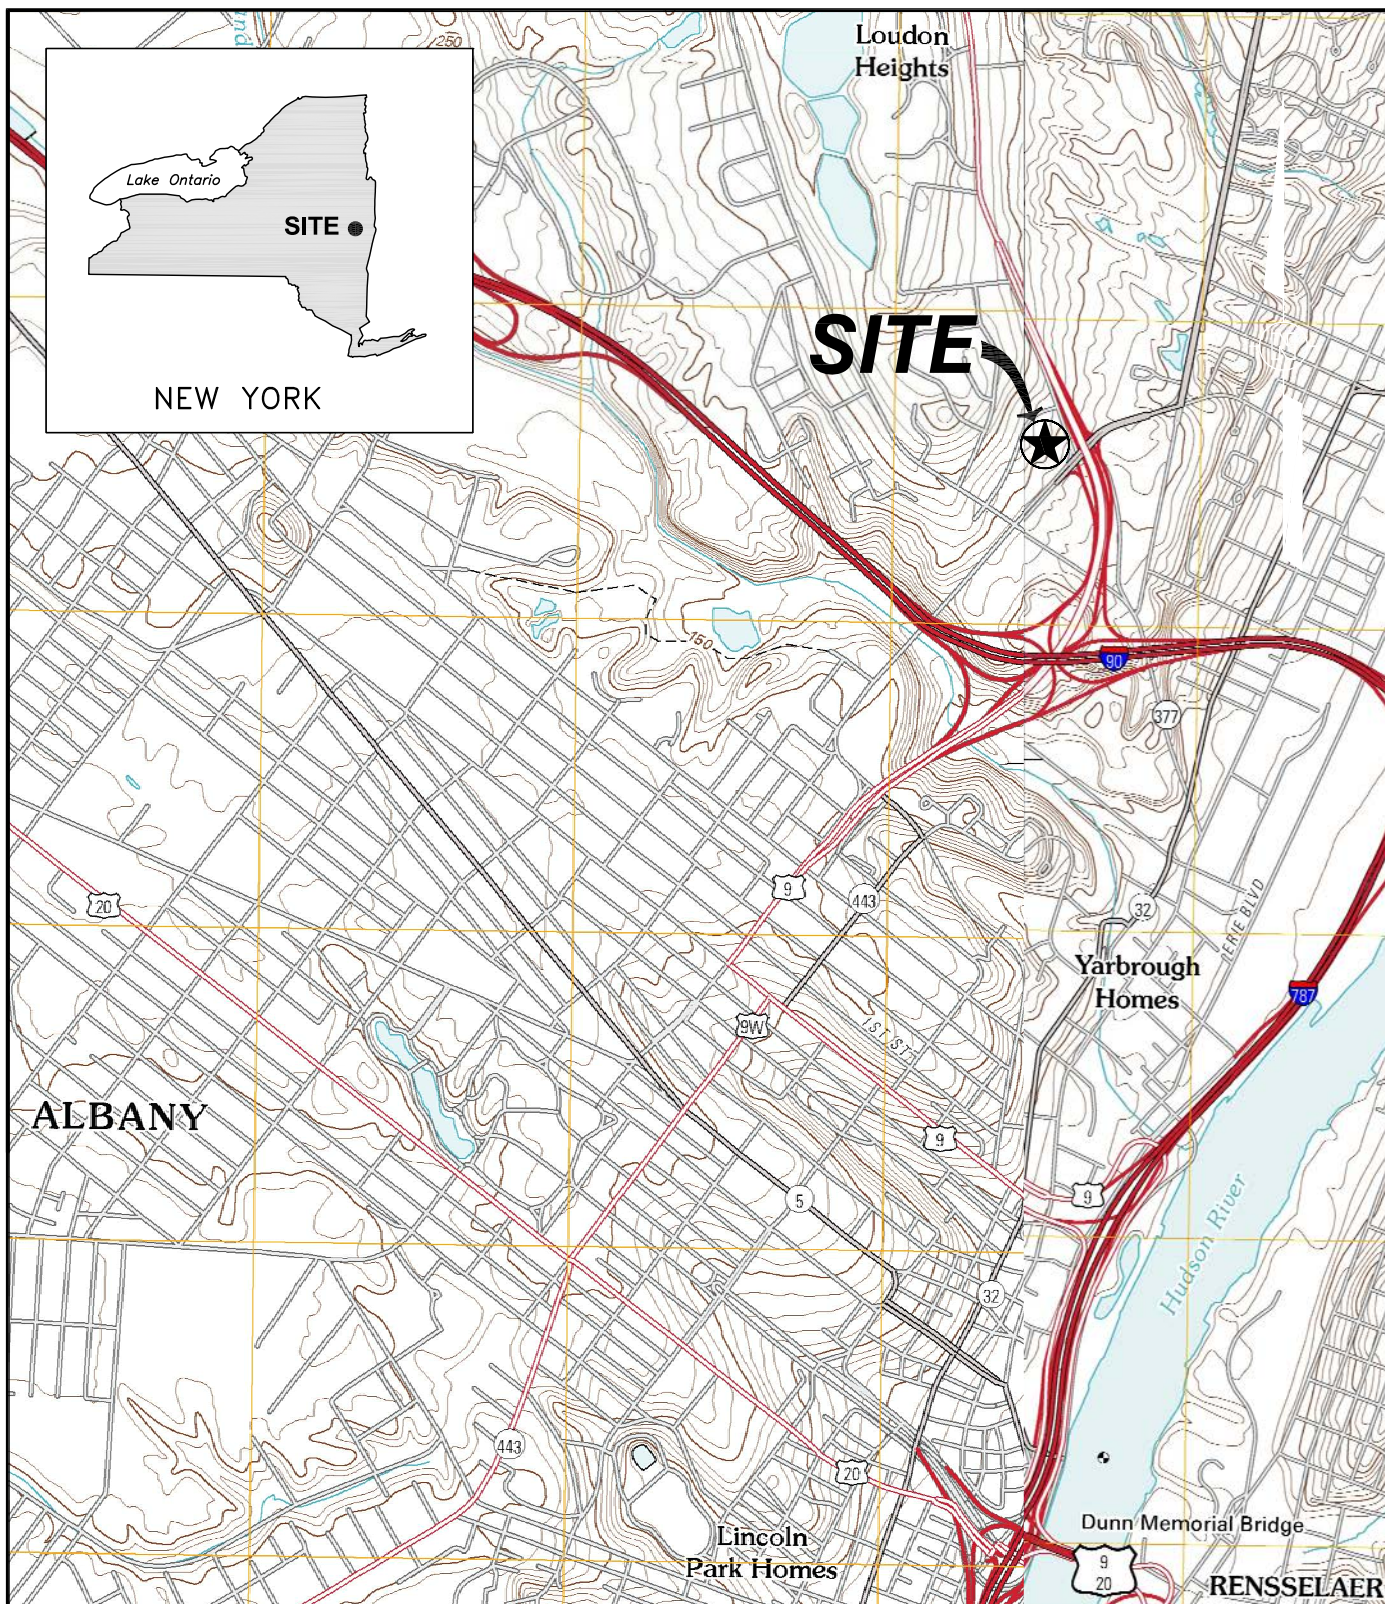 Loudon
Heights
und
250
Lake Ontario
SITE
NEW YORK
SITE
150
90
377
20
9
443
32
ERIE BLVD
Yarbrough
Homes
787
9W
1ST ST
ALBANY
9
9
5
Hudson River
32
443
20
Lincoln
Park Homes
Dunn Memorial Bridge
9
20
RENSSELAER